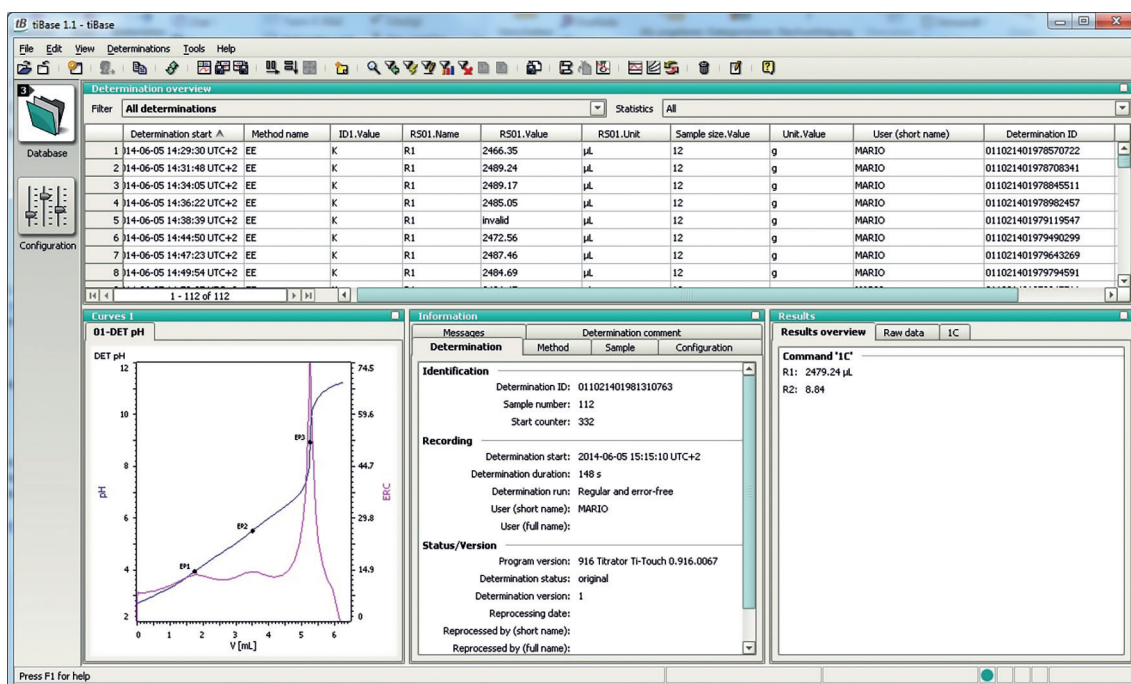 tiBase 1.1 - tiBase
File Edit View Determinations Tools Help
3
Database
Configuration
Determination overview
Filter All determinations Statistics All
Determination start Method name ID1.Value RS01.Name RS01.Value RS01.Unit Sample size.Value Unit.Value User (short name) Determination ID
1 014-06-05 14:29:30 UTC+2 EE K R1 2466.35 µL 12 g MARIO 011021401978570722
2 014-06-05 14:31:48 UTC+2 EE K R1 2489.24 µL 12 g MARIO 011021401978708341
3 014-06-05 14:34:05 UTC+2 EE K R1 2489.17 µL 12 g MARIO 011021401978845511
4 014-06-05 14:36:22 UTC+2 EE K R1 2485.05 µL 12 g MARIO 011021401978982457
5 014-06-05 14:38:39 UTC+2 EE K R1 invalid µL 12 g MARIO 011021401979119547
6 014-06-05 14:44:50 UTC+2 EE K R1 2472.56 µL 12 g MARIO 011021401979490299
7 014-06-05 14:47:23 UTC+2 EE K R1 2487.46 µL 12 g MARIO 011021401979643269
8 014-06-05 14:49:54 UTC+2 EE K R1 2484.69 µL 12 g MARIO 011021401979794591
1 - 112 of 112
Curves 1
01-DET pH
DET pH
12
10
8
6
4
2
pH
74.5
59.6
44.7
29.8
14.9
0
ERC
EP1
EP2
EP3
0 1 2 3 4 5 6
V [mL]
Information
Messages Determination comment
Determination Method Sample Configuration
Identification
Determination ID: 011021401981310763
Sample number: 112
Start counter: 332
Recording
Determination start: 2014-06-05 15:15:10 UTC+2
Determination duration: 148 s
Determination run: Regular and error-free
User (short name): MARIO
User (full name):
Status/Version
Program version: 916 Titrator Ti-Touch 0.916.0067
Determination status: original
Determination version: 1
Reprocessing date:
Reprocessed by (short name):
Reprocessed by (full name):
Results
Results overview Raw data 1C
Command '1C'
R1: 2479.24 µL
R2: 8.84
Press F1 for help